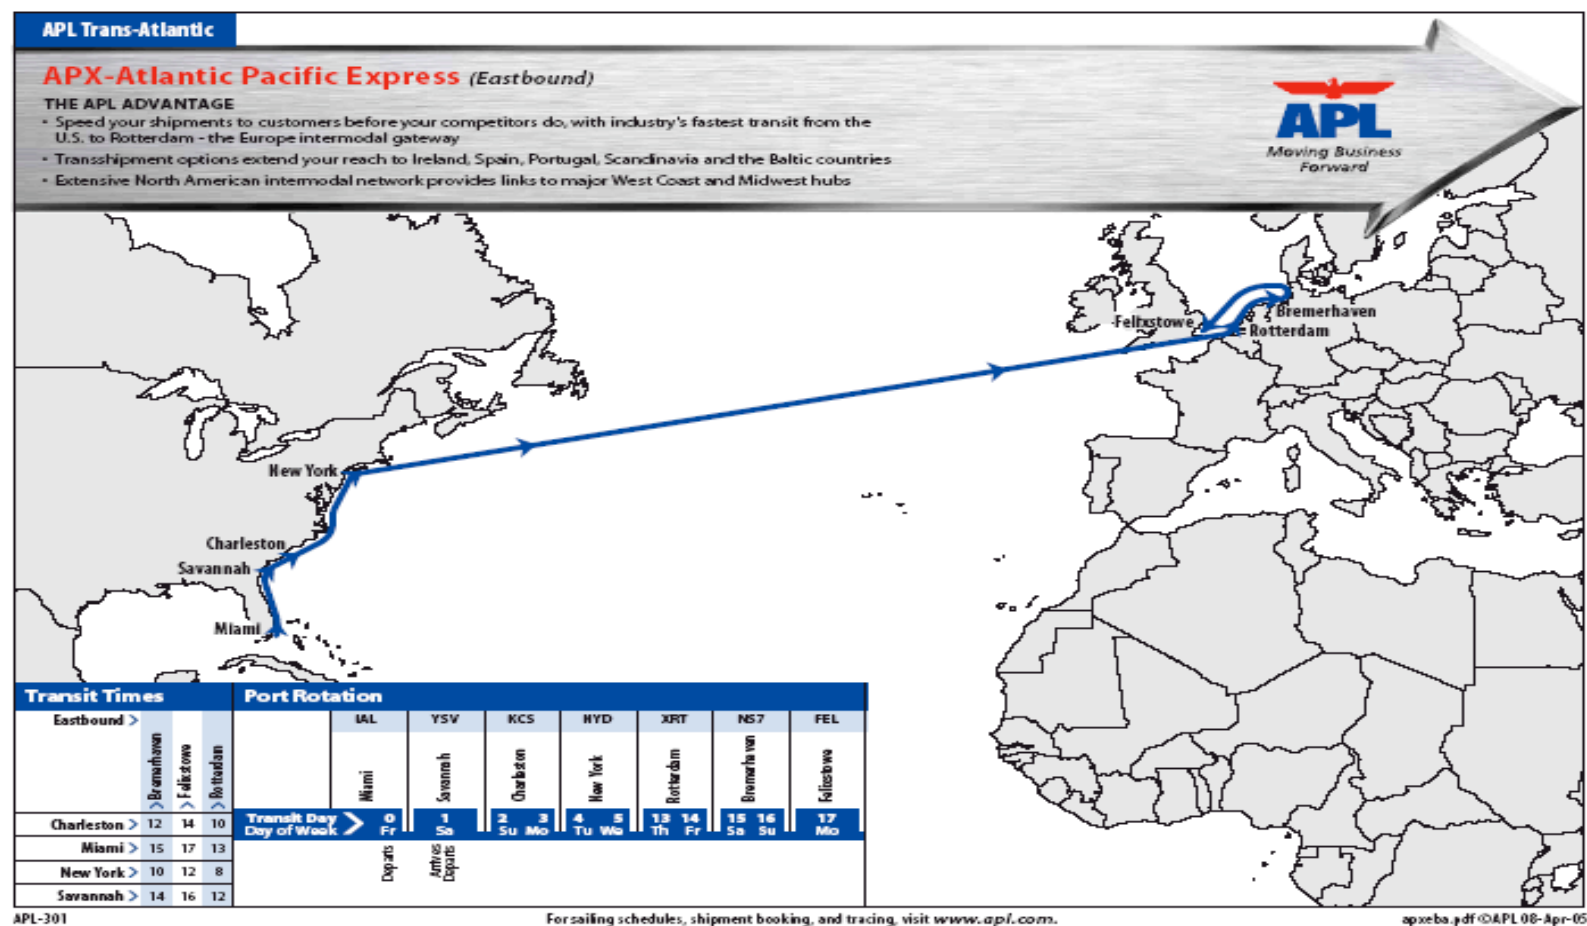 APL Trans-Atlantic
APX-Atlantic Pacific Express (Eastbound)
THE APL ADVANTAGE
• Speed your shipments to customers before your competitors do, with industry's fastest transit from the
U.S. to Rotterdam - the Europe intermodal gateway
• Transshipment options extend your reach to Ireland, Spain, Portugal, Scandinavia and the Baltic countries
• Extensive North American intermodal network provides links to major West Coast and Midwest hubs
APL
Moving Business
Forward
Felixstowe
Bremerhaven
Rotterdam
New York
Charleston
Savannah
Miami
Transit Times
Eastbound >
> Bremerhaven
> Felixstowe
> Rotterdam
Charleston > 12 14 10
Miami > 15 17 13
New York > 10 12 8
Savannah > 14 16 12
Port Rotation
IAL YSV KCS NYD XRT NS7 FEL
Miami Savannah Charleston New York Rotterdam Bremerhaven Felixstowe
Transit Day > 0 1 2 3 4 5 13 14 15 16 17
Day of Week Fr Sa Su Mo Tu We Th Fr Sa Su Mo
Departs
Arrives
Departs
APL-301
For sailing schedules, shipment booking, and tracing, visit www.apl.com.
apxeba.pdf ©APL 08-Apr-05